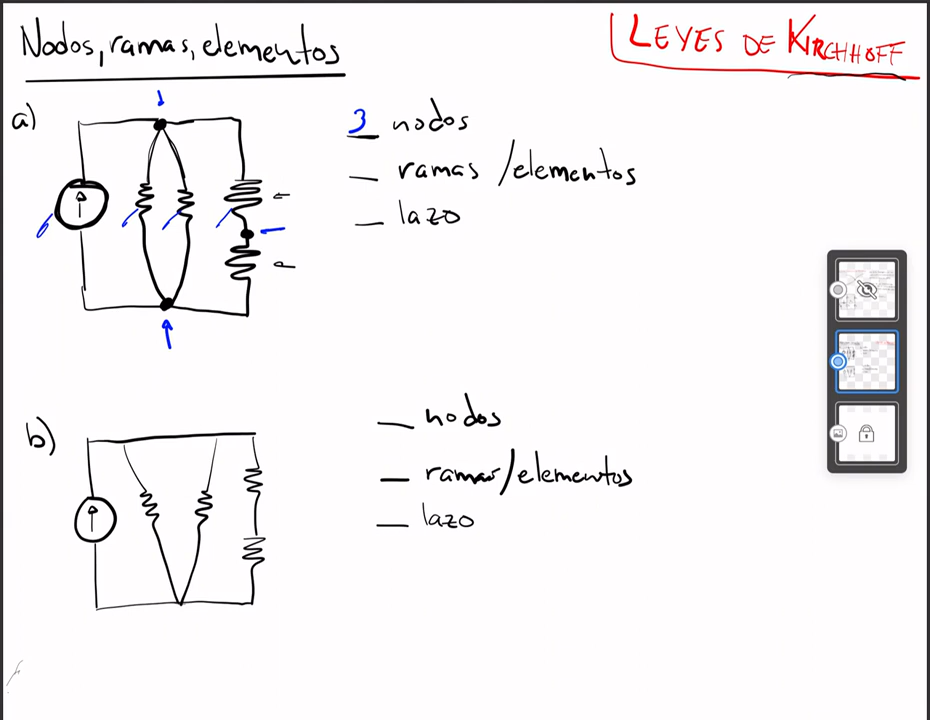 Nodos, ramas, elementos
LEYES DE KIRCHHOFF
a)
3 nodos
_ ramas /elementos
_ lazo
b)
_ nodos
_ ramas/elementos
_ lazo